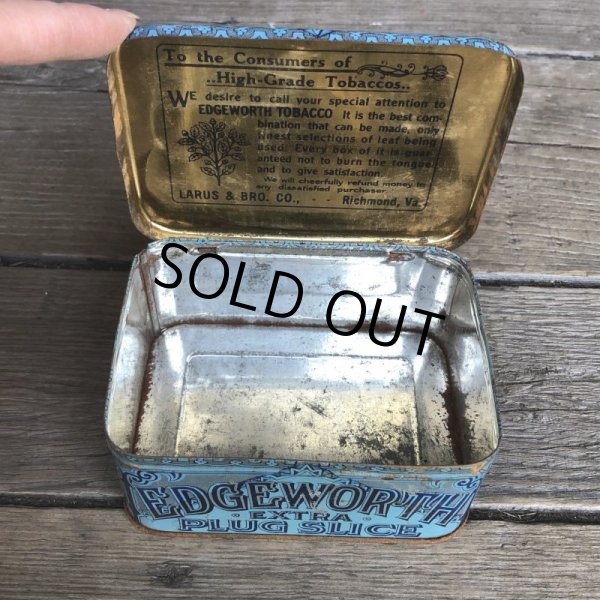 To the Consumers of
..High-Grade Tobaccos..
WE desire to call your special attention to
EDGEWORTH TOBACCO It is the best com-
bination that can be made, only
finest selections of leaf being
used. Every box of it is guar-
anteed not to burn the tongue
and to give satisfaction.
We will cheerfully refund money to
any dissatisfied purchaser.
LARUS & BRO. CO., - - Richmond, Va.
SOLD OUT
EDGEWORTH
EXTRA
PLUG SLICE